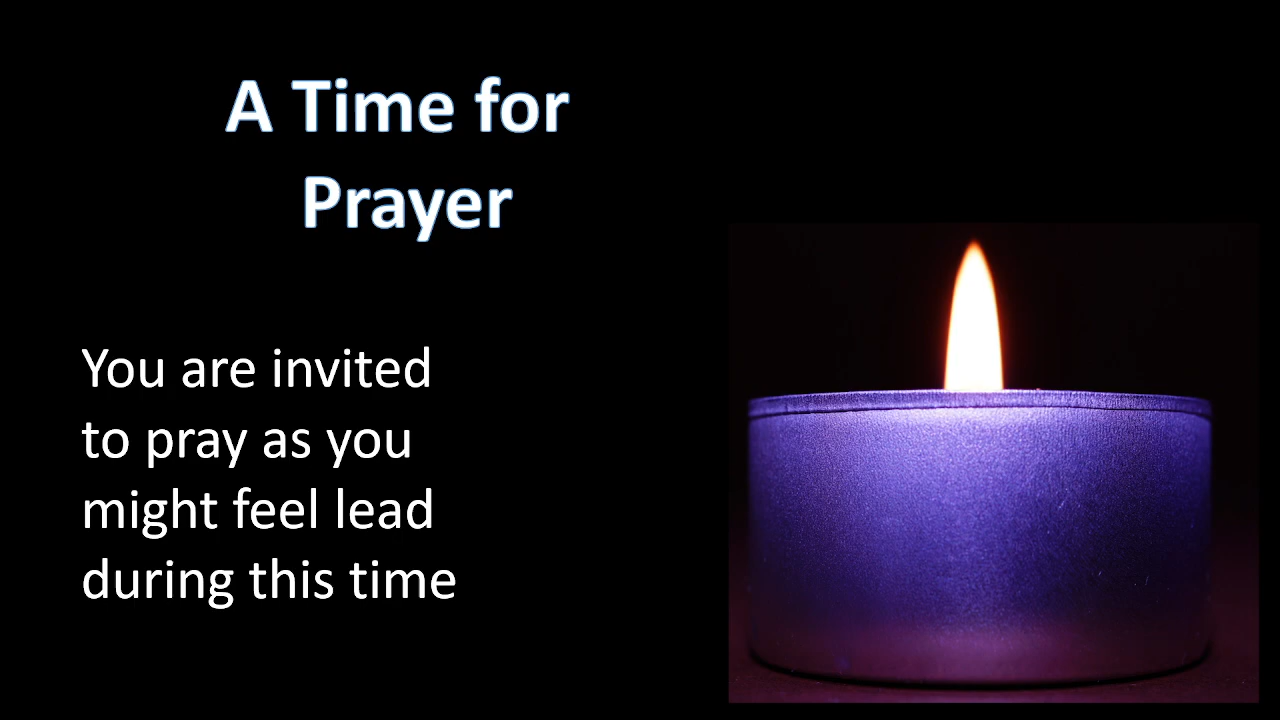 A Time for
Prayer
You are invited
to pray as you
might feel lead
during this time